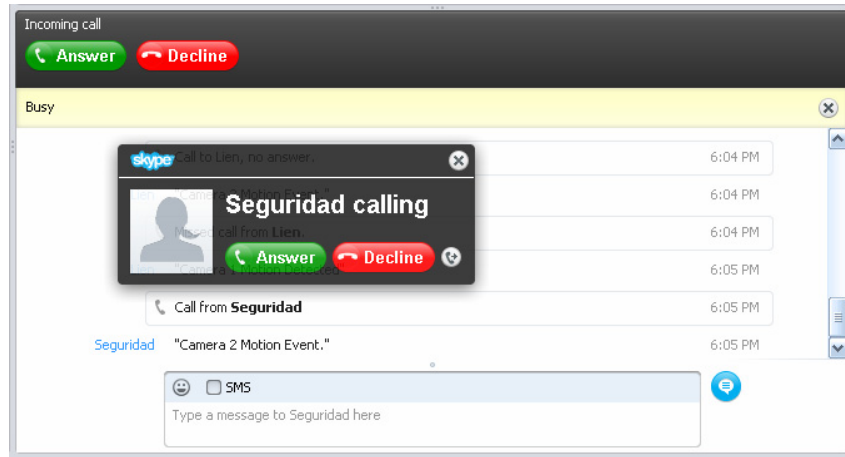 Incoming call
Answer Decline
Busy
skype Call to Lien, no answer. 6:04 PM
Lien "Camera 2 Motion Event." 6:04 PM
Seguridad calling
Missed call from Lien. 6:04 PM
Answer Decline
Lien "Camera 1 Motion Detected" 6:05 PM
Call from Seguridad 6:05 PM
Seguridad "Camera 2 Motion Event." 6:05 PM
SMS
Type a message to Seguridad here